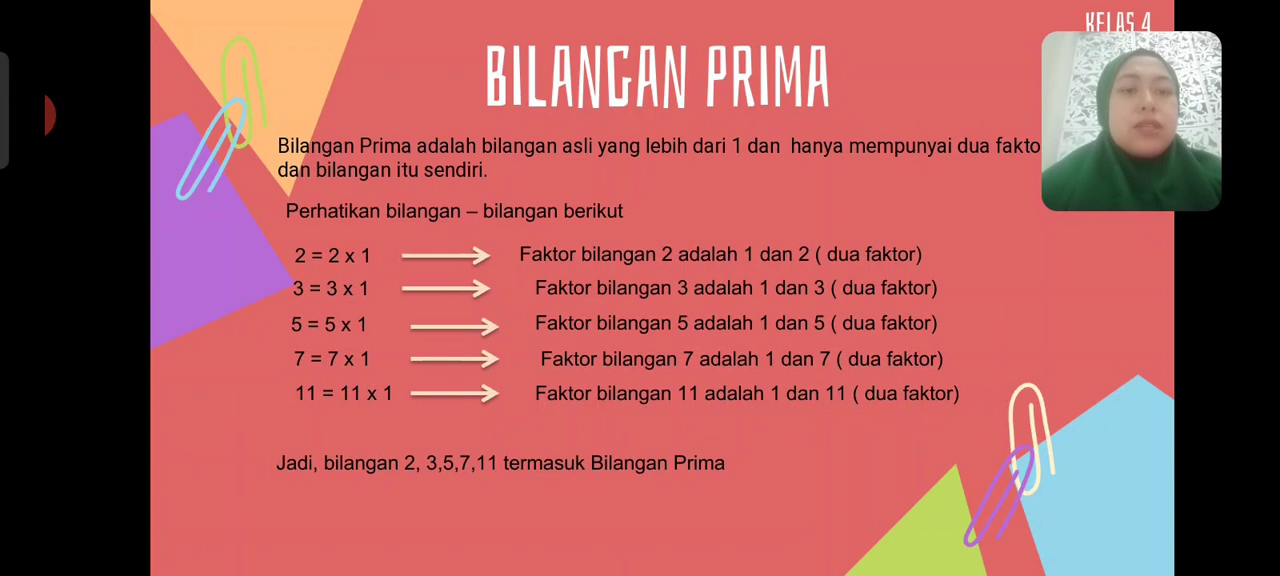 KELAS 4
BILANGAN PRIMA
Bilangan Prima adalah bilangan asli yang lebih dari 1 dan hanya mempunyai dua fakto
dan bilangan itu sendiri.
Perhatikan bilangan – bilangan berikut
2 = 2 x 1 Faktor bilangan 2 adalah 1 dan 2 ( dua faktor)
3 = 3 x 1 Faktor bilangan 3 adalah 1 dan 3 ( dua faktor)
5 = 5 x 1 Faktor bilangan 5 adalah 1 dan 5 ( dua faktor)
7 = 7 x 1 Faktor bilangan 7 adalah 1 dan 7 ( dua faktor)
11 = 11 x 1 Faktor bilangan 11 adalah 1 dan 11 ( dua faktor)
Jadi, bilangan 2, 3,5,7,11 termasuk Bilangan Prima